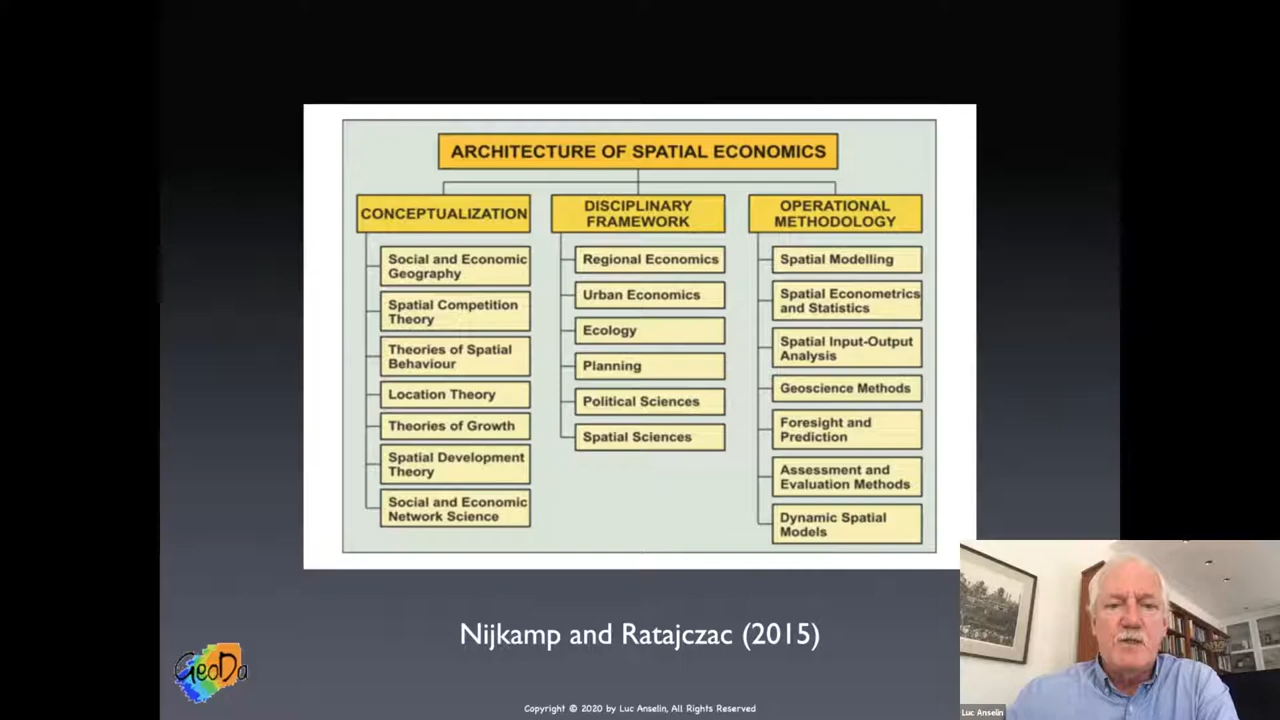 ARCHITECTURE OF SPATIAL ECONOMICS
CONCEPTUALIZATION
Social and Economic
Geography
Spatial Competition
Theory
Theories of Spatial
Behaviour
Location Theory
Theories of Growth
Spatial Development
Theory
Social and Economic
Network Science
DISCIPLINARY
FRAMEWORK
Regional Economics
Urban Economics
Ecology
Planning
Political Sciences
Spatial Sciences
OPERATIONAL
METHODOLOGY
Spatial Modelling
Spatial Econometrics
and Statistics
Spatial Input-Output
Analysis
Geoscience Methods
Foresight and
Prediction
Assessment and
Evaluation Methods
Dynamic Spatial
Models
Nijkamp and Ratajczac (2015)
GeoDa
Copyright © 2020 by Luc Anselin, All Rights Reserved
Luc Anselin